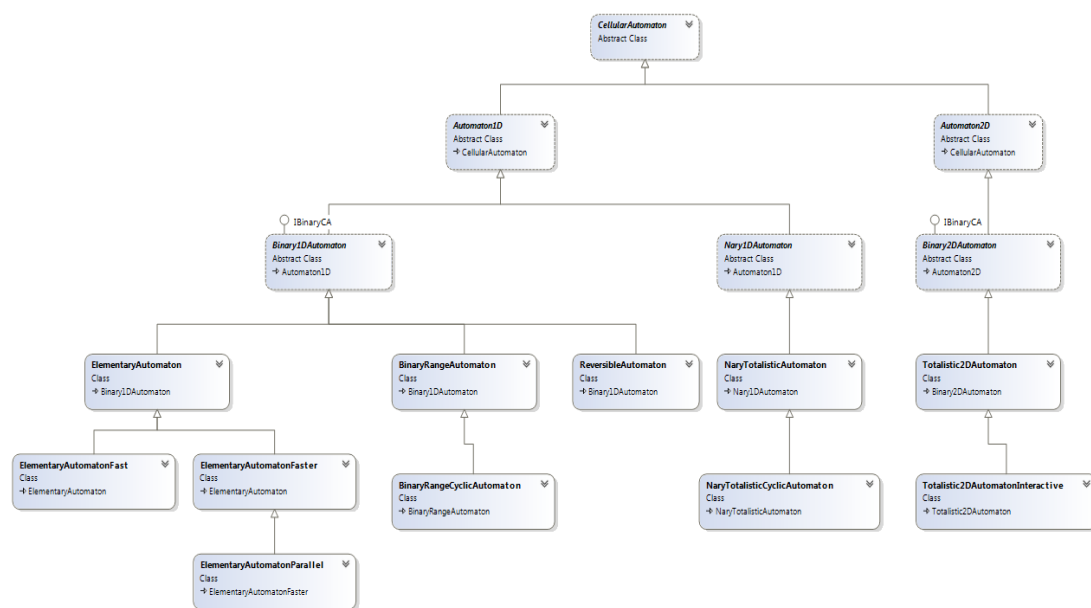 CellularAutomaton
Abstract Class
Automaton1D
Abstract Class
CellularAutomaton
Automaton2D
Abstract Class
CellularAutomaton
IBinaryCA
Binary1DAutomaton
Abstract Class
Automaton1D
Nary1DAutomaton
Abstract Class
Automaton1D
IBinaryCA
Binary2DAutomaton
Abstract Class
Automaton2D
ElementaryAutomaton
Class
Binary1DAutomaton
BinaryRangeAutomaton
Class
Binary1DAutomaton
ReversibleAutomaton
Class
Binary1DAutomaton
NaryTotalisticAutomaton
Class
Nary1DAutomaton
Totalistic2DAutomaton
Class
Binary2DAutomaton
ElementaryAutomatonFast
Class
ElementaryAutomaton
ElementaryAutomatonFaster
Class
ElementaryAutomaton
BinaryRangeCyclicAutomaton
Class
BinaryRangeAutomaton
NaryTotalisticCyclicAutomaton
Class
NaryTotalisticAutomaton
Totalistic2DAutomatonInteractive
Class
Totalistic2DAutomaton
ElementaryAutomatonParallel
Class
ElementaryAutomatonFaster